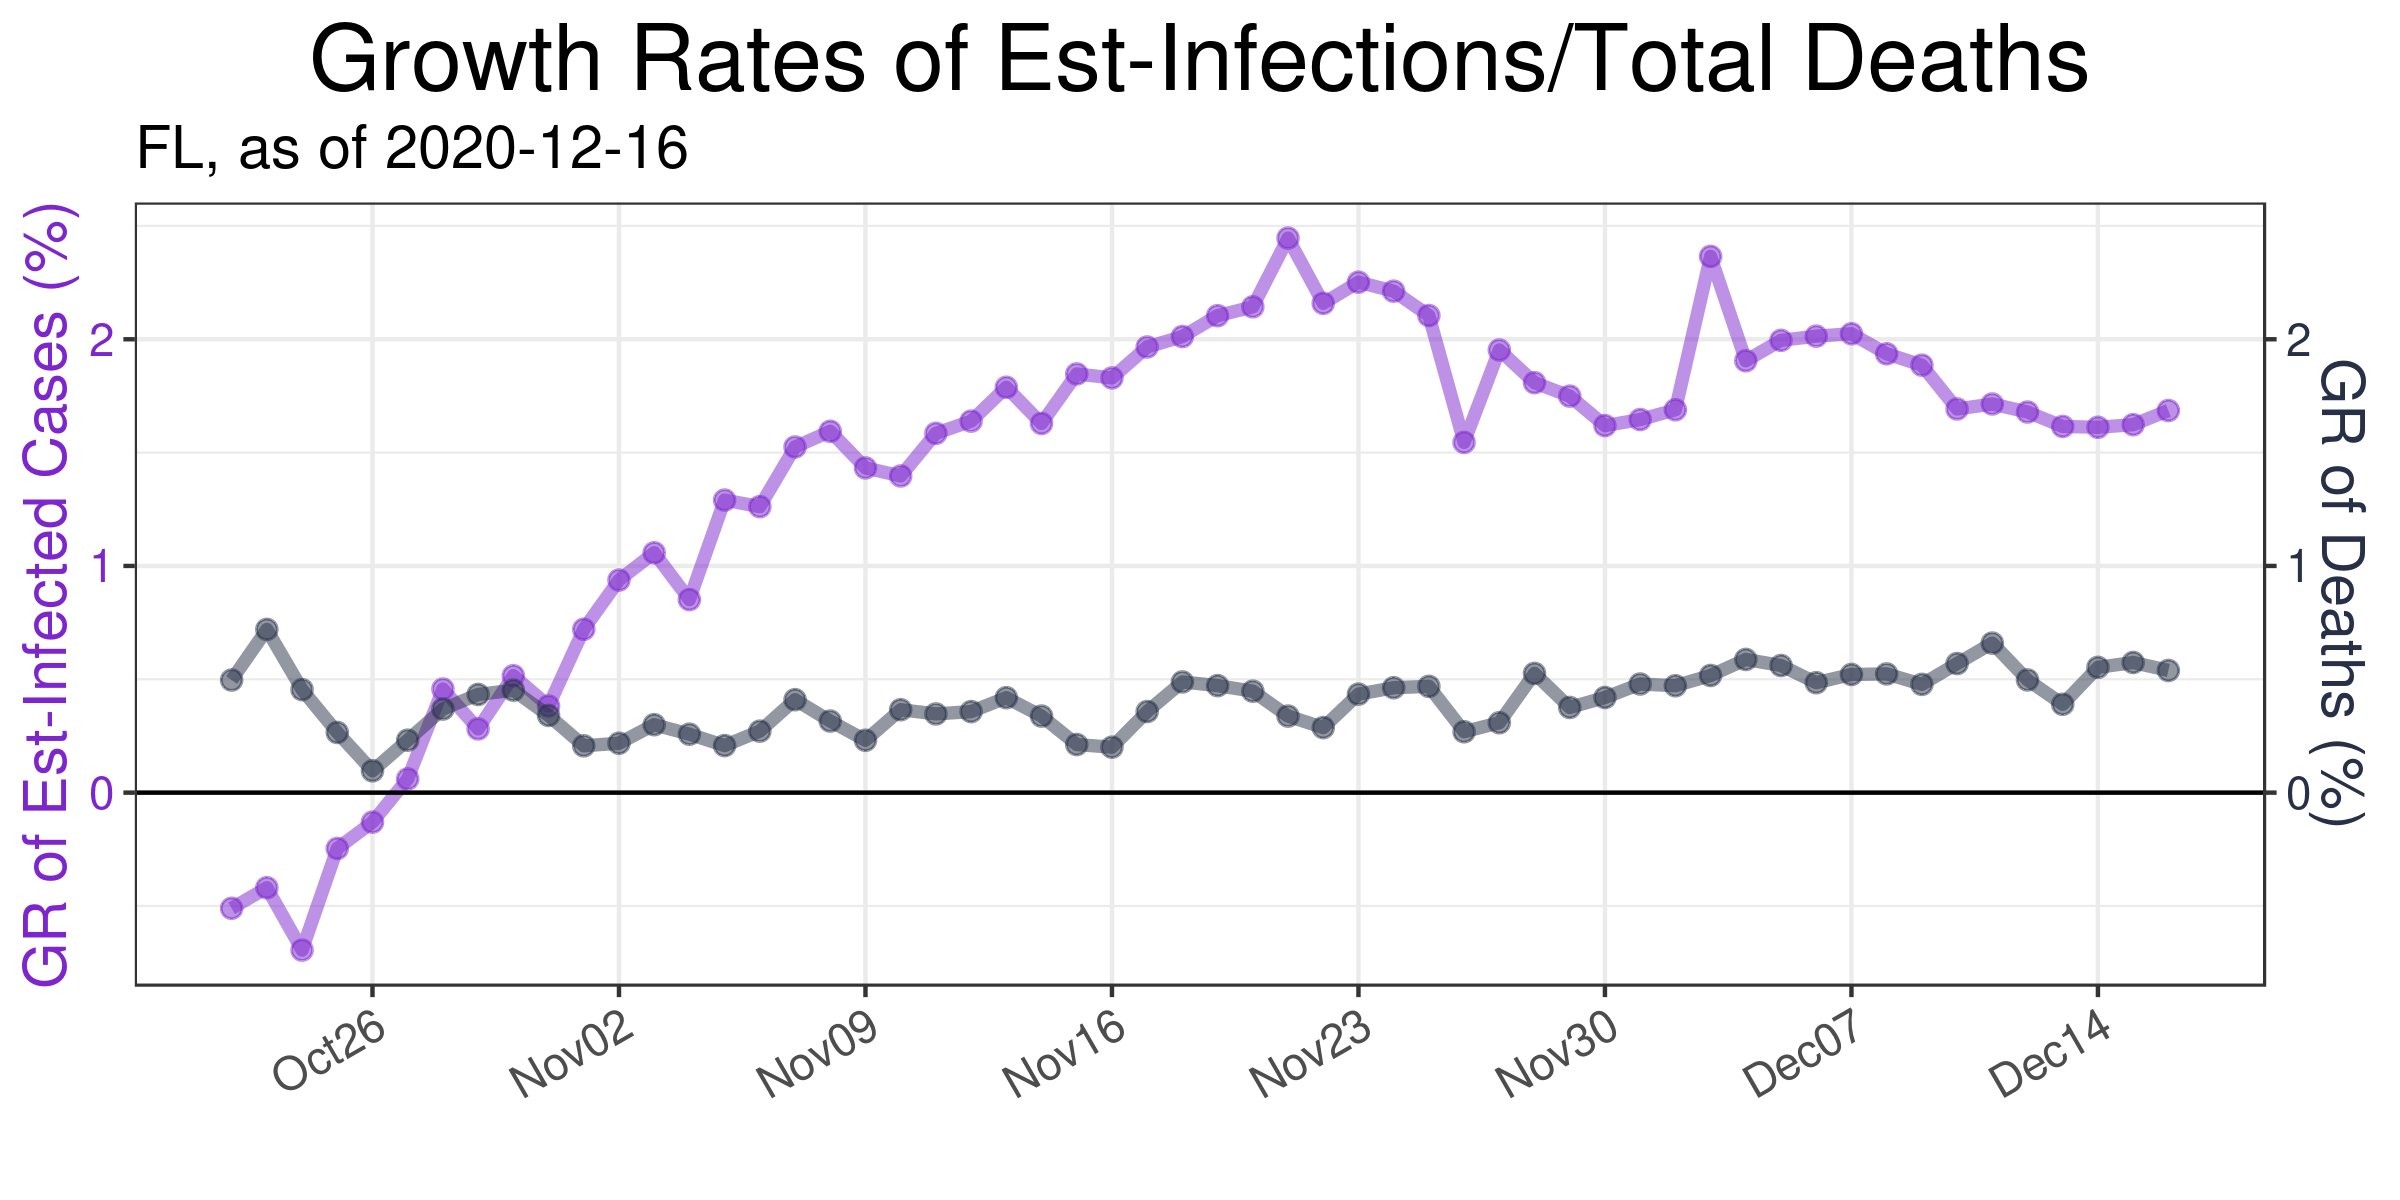 Growth Rates of Est-Infections/Total Deaths
FL, as of 2020-12-16
GR of Est-Infected Cases (%)
2
1
0
2
1
0
GR of Deaths (%)
Oct26
Nov02
Nov09
Nov16
Nov23
Nov30
Dec07
Dec14